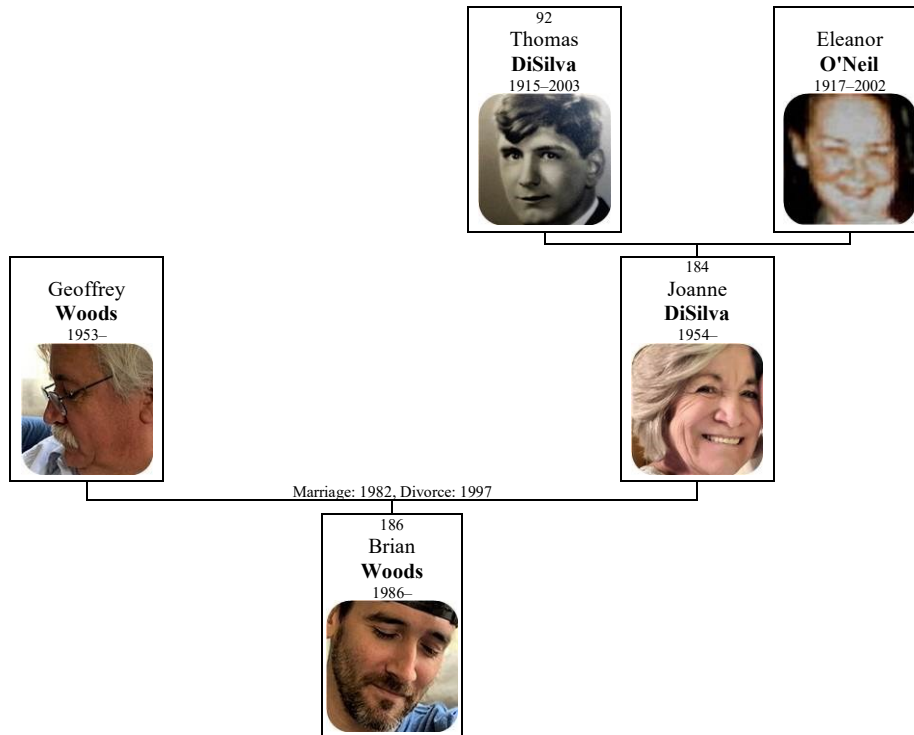 92
Thomas
DiSilva
1915–2003
Eleanor
O'Neil
1917–2002
Geoffrey
Woods
1953–
184
Joanne
DiSilva
1954–
Marriage: 1982, Divorce: 1997
186
Brian
Woods
1986–